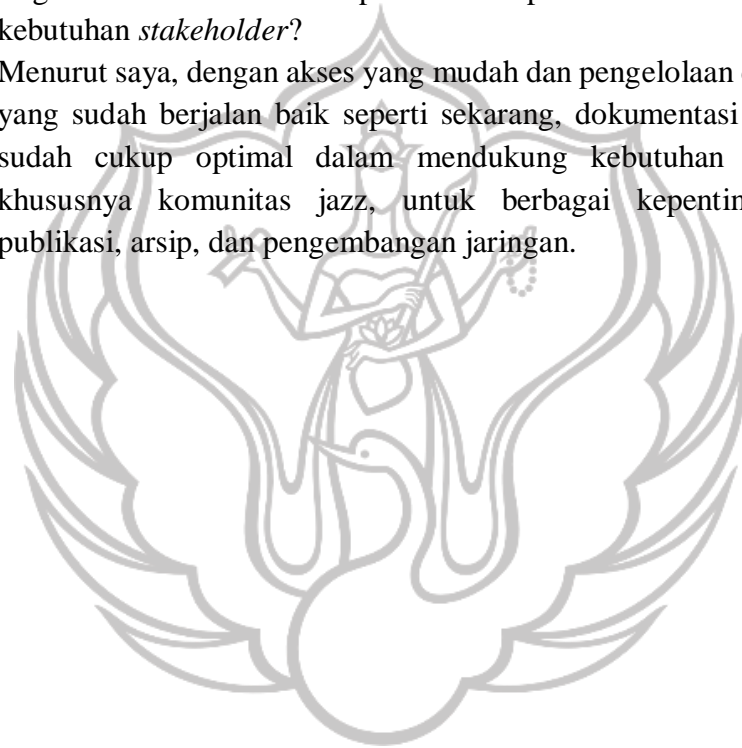 kebutuhan stakeholder?
Menurut saya, dengan akses yang mudah dan pengelolaan
yang sudah berjalan baik seperti sekarang, dokumentasi
sudah cukup optimal dalam mendukung kebutuhan
khususnya komunitas jazz, untuk berbagai
publikasi, arsip, dan pengembangan jaringan.